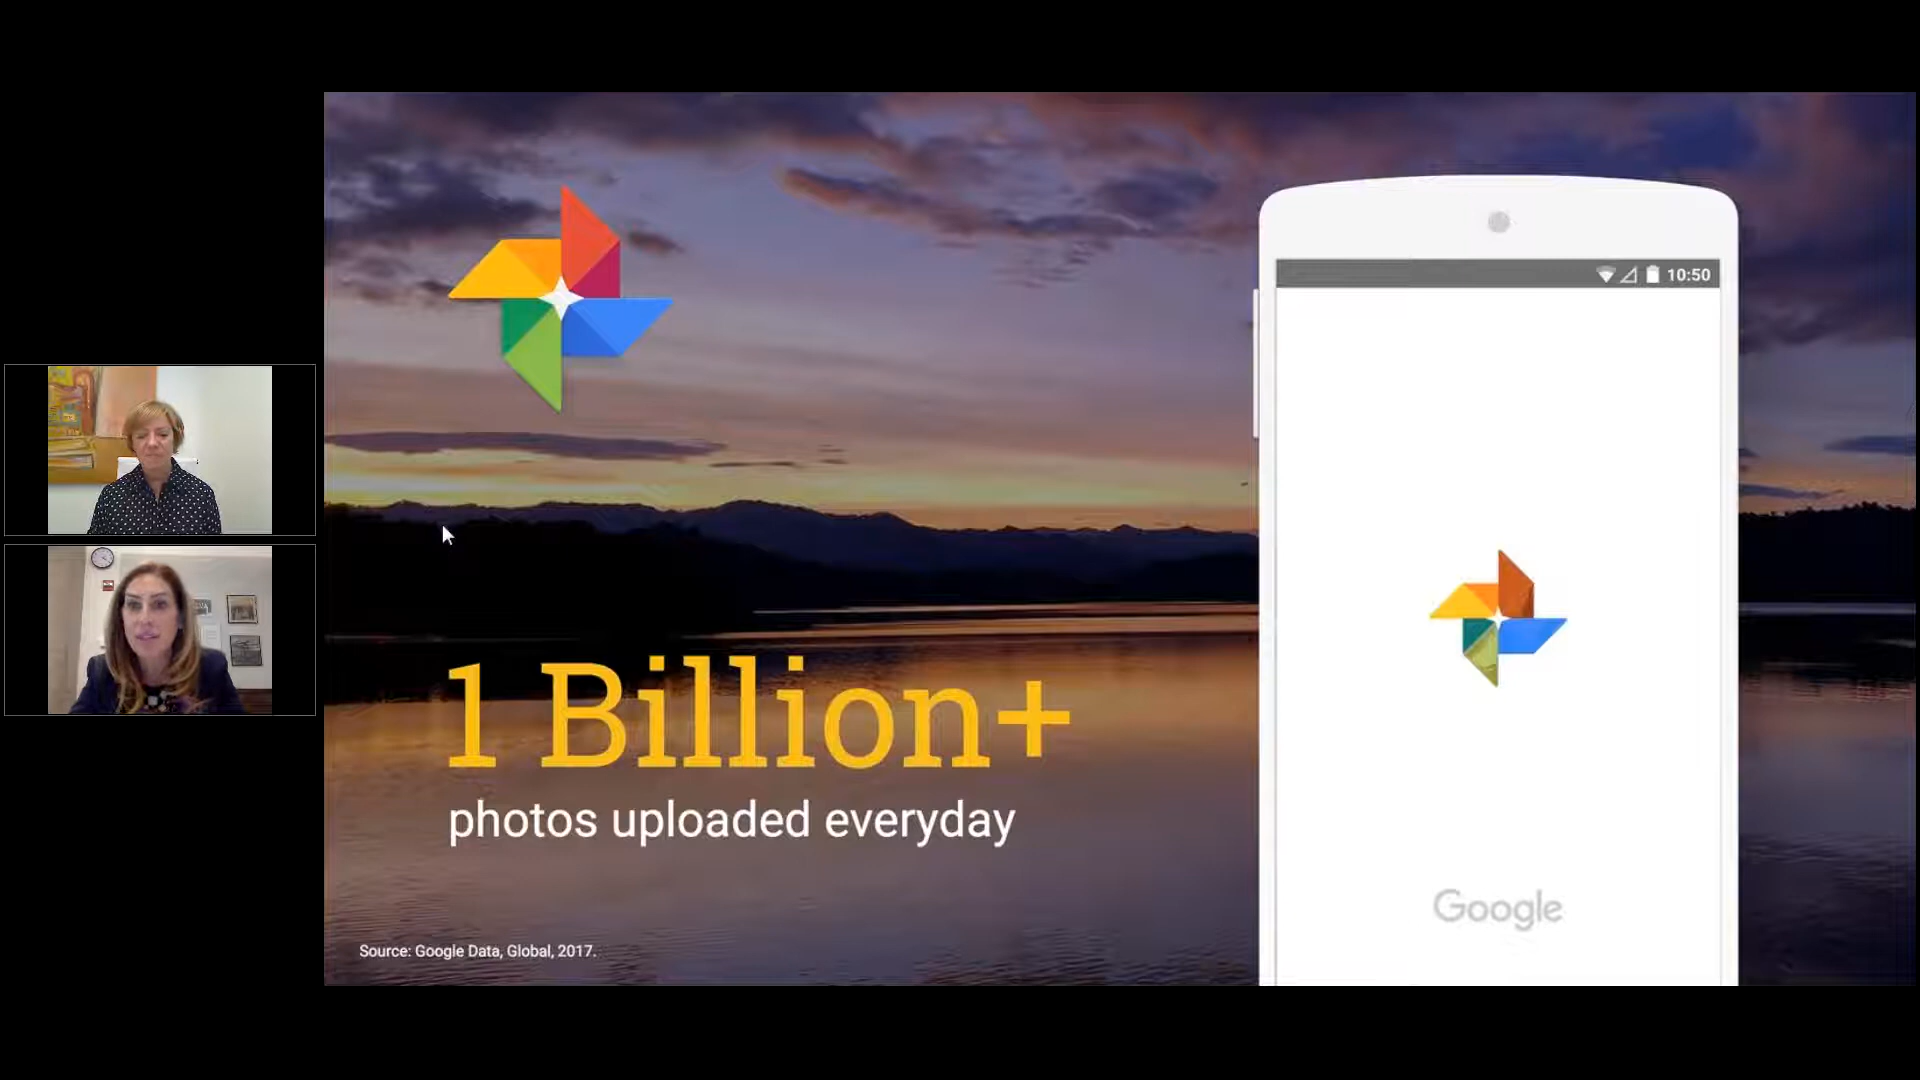 10:50
1 Billion+
photos uploaded everyday
Google
Source: Google Data, Global, 2017.